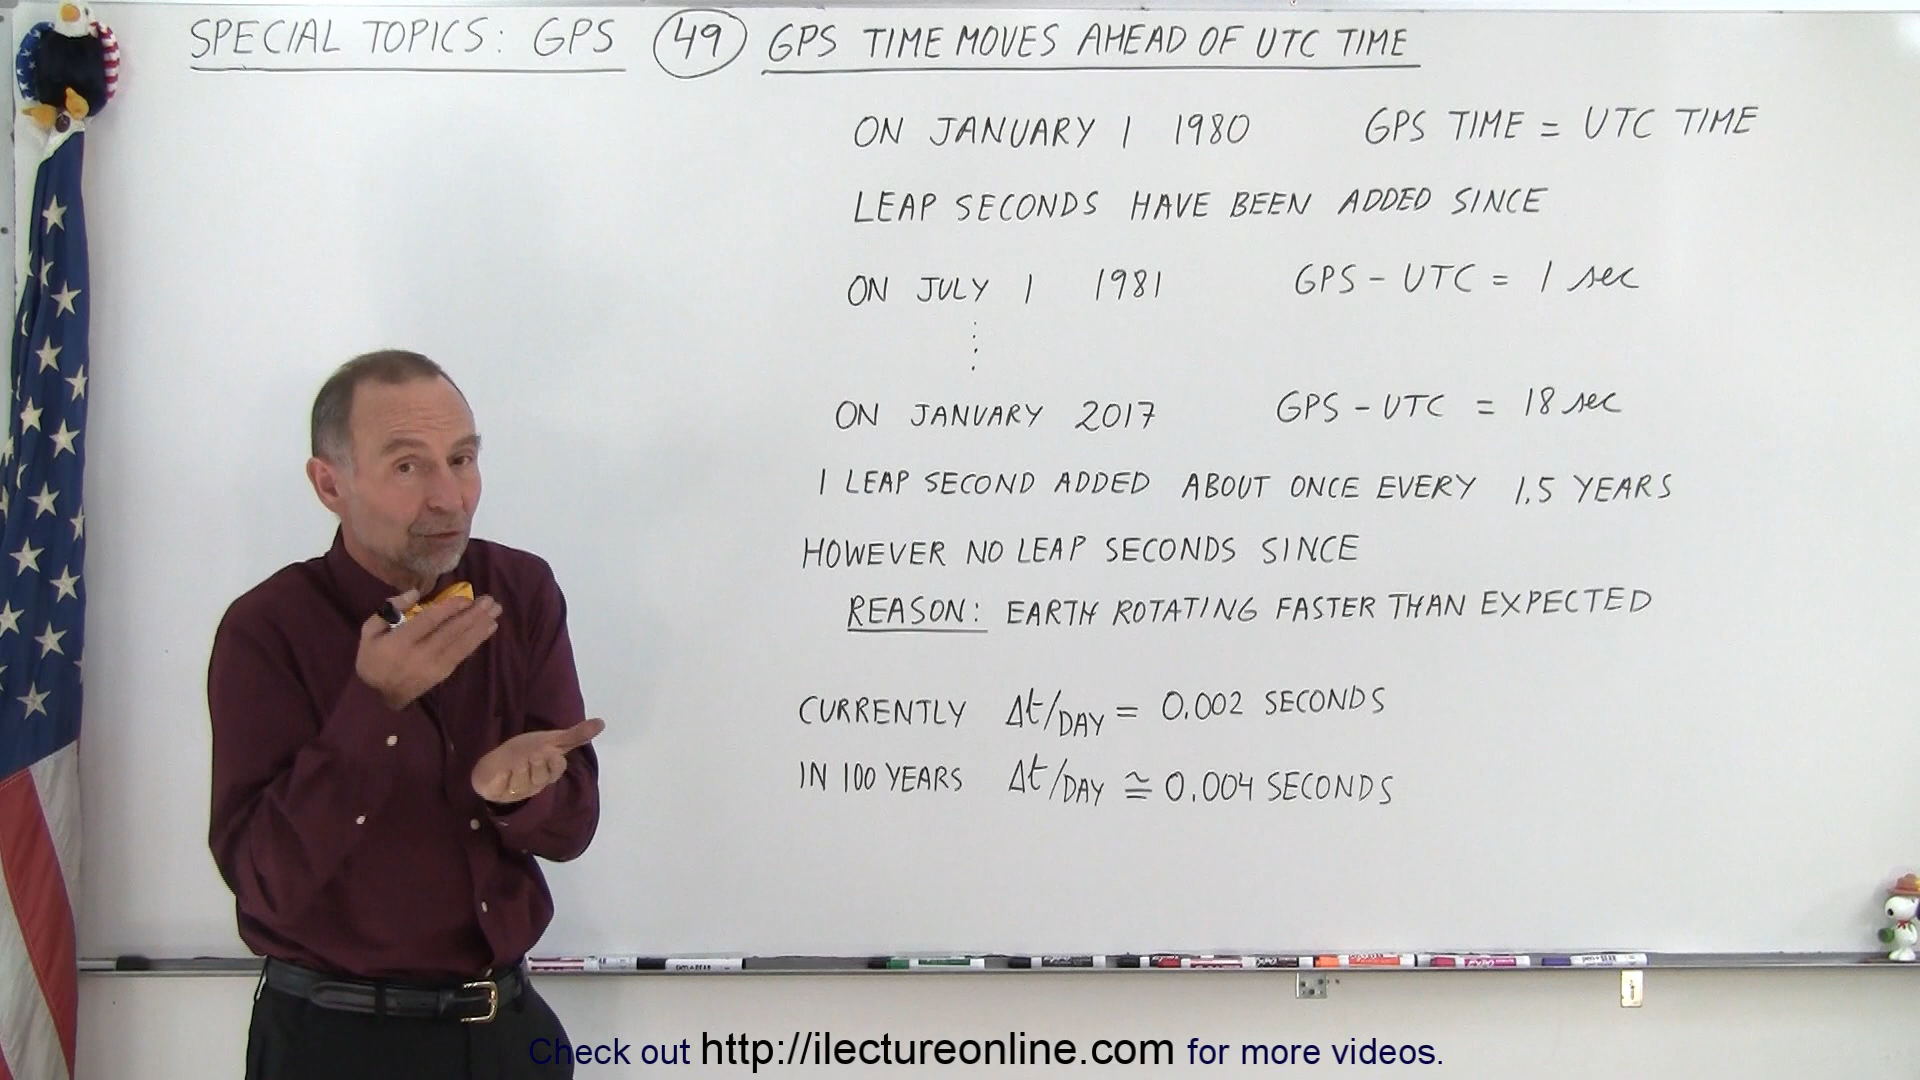 SPECIAL TOPICS: GPS 49 GPS TIME MOVES AHEAD OF UTC TIME
ON JANUARY 1 1980 GPS TIME = UTC TIME
LEAP SECONDS HAVE BEEN ADDED SINCE
ON JULY 1 1981 GPS - UTC = 1 sec
ON JANUARY 2017 GPS - UTC = 18 sec
1 LEAP SECOND ADDED ABOUT ONCE EVERY 1.5 YEARS
HOWEVER NO LEAP SECONDS SINCE
REASON: EARTH ROTATING FASTER THAN EXPECTED
CURRENTLY Δt/DAY = 0.002 SECONDS
IN 100 YEARS Δt/DAY ≅ 0.004 SECONDS
Check out http://ilectureonline.com for more videos.